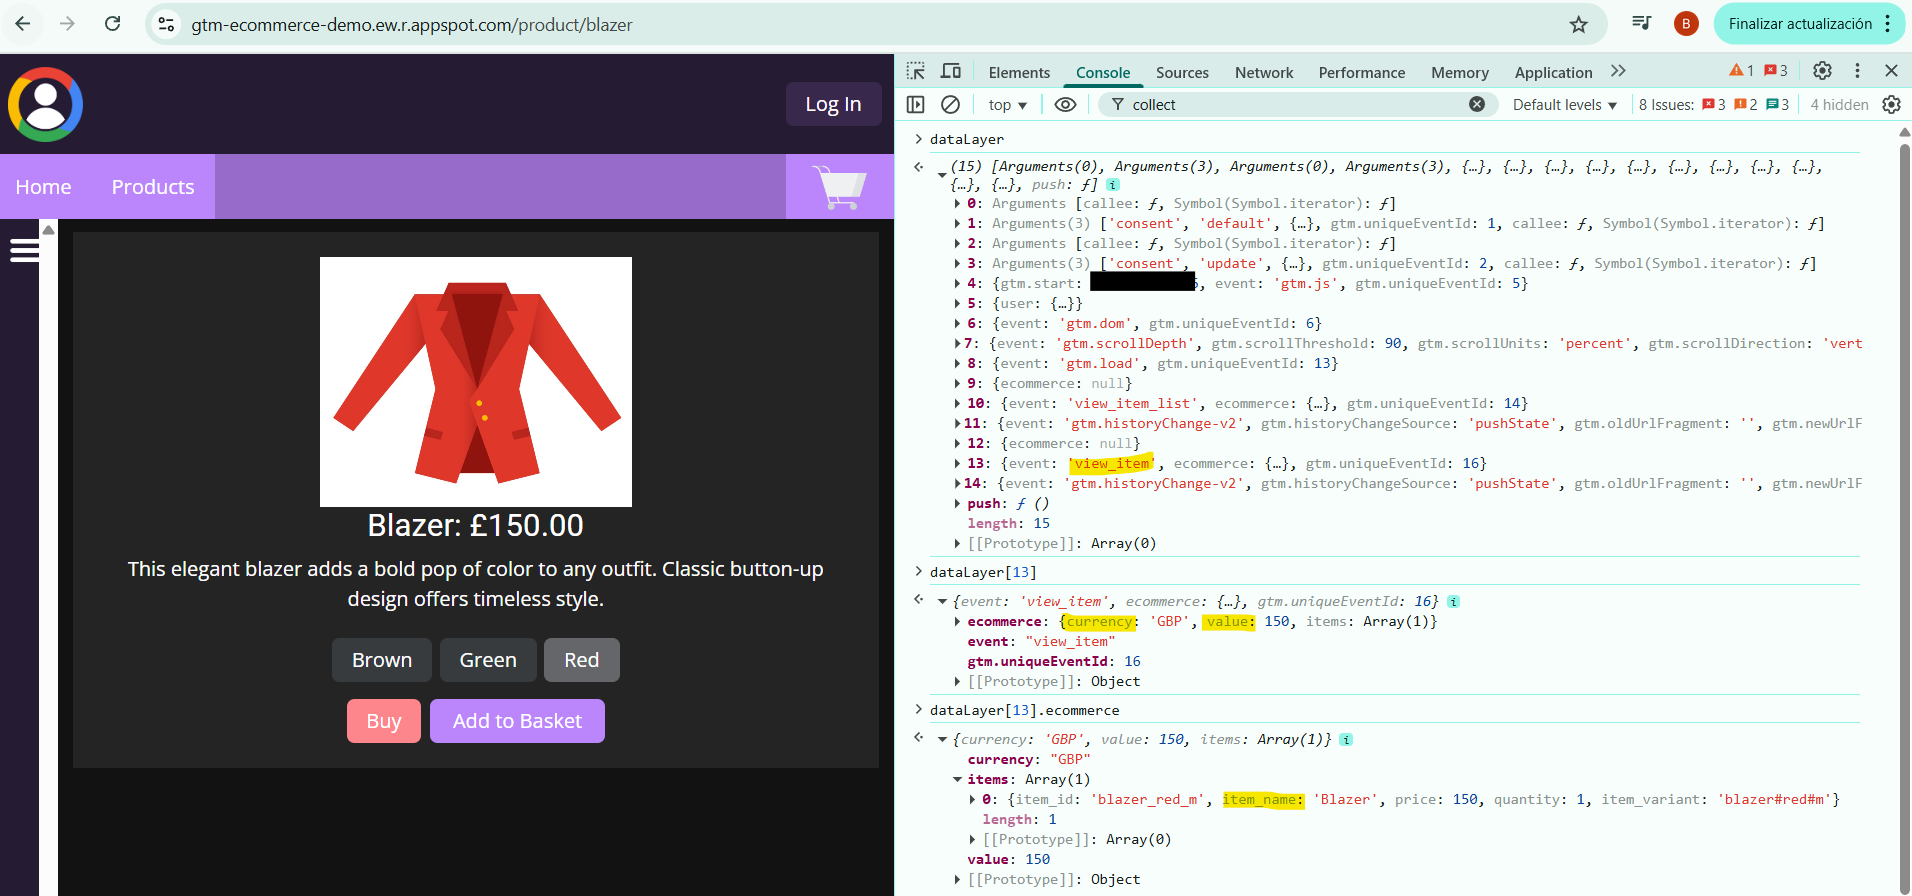 gtm-ecommerce-demo.ew.r.appspot.com/product/blazer
B
Finalizar actualización
Log In
Home
Products
Blazer: £150.00
This elegant blazer adds a bold pop of color to any outfit. Classic button-up
design offers timeless style.
Brown Green Red
Buy Add to Basket
Elements Console Sources Network Performance Memory Application 1 3
top collect Default levels 8 Issues: 3 2 3 4 hidden
dataLayer
(15) [Arguments(0), Arguments(3), Arguments(0), Arguments(3), {…}, {…}, {…}, {…}, {…}, {…}, {…}, {…}, {…},
{…}, {…}, push: ƒ] i
0: Arguments [callee: ƒ, Symbol(Symbol.iterator): ƒ]
1: Arguments(3) ['consent', 'default', {…}, gtm.uniqueEventId: 1, callee: ƒ, Symbol(Symbol.iterator): ƒ]
2: Arguments [callee: ƒ, Symbol(Symbol.iterator): ƒ]
3: Arguments(3) ['consent', 'update', {…}, gtm.uniqueEventId: 2, callee: ƒ, Symbol(Symbol.iterator): ƒ]
4: {gtm.start: , event: 'gtm.js', gtm.uniqueEventId: 5}
5: {user: {…}}
6: {event: 'gtm.dom', gtm.uniqueEventId: 6}
7: {event: 'gtm.scrollDepth', gtm.scrollThreshold: 90, gtm.scrollUnits: 'percent', gtm.scrollDirection: 'vert
8: {event: 'gtm.load', gtm.uniqueEventId: 13}
9: {ecommerce: null}
10: {event: 'view_item_list', ecommerce: {…}, gtm.uniqueEventId: 14}
11: {event: 'gtm.historyChange-v2', gtm.historyChangeSource: 'pushState', gtm.oldUrlFragment: '', gtm.newUrlF
12: {ecommerce: null}
13: {event: 'view_item', ecommerce: {…}, gtm.uniqueEventId: 16}
14: {event: 'gtm.historyChange-v2', gtm.historyChangeSource: 'pushState', gtm.oldUrlFragment: '', gtm.newUrlF
push: ƒ ()
length: 15
[[Prototype]]: Array(0)
dataLayer[13]
{event: 'view_item', ecommerce: {…}, gtm.uniqueEventId: 16} i
ecommerce: {currency: 'GBP', value: 150, items: Array(1)}
event: "view_item"
gtm.uniqueEventId: 16
[[Prototype]]: Object
dataLayer[13].ecommerce
{currency: 'GBP', value: 150, items: Array(1)} i
currency: "GBP"
items: Array(1)
0: {item_id: 'blazer_red_m', item_name: 'Blazer', price: 150, quantity: 1, item_variant: 'blazer#red#m'}
length: 1
[[Prototype]]: Array(0)
value: 150
[[Prototype]]: Object